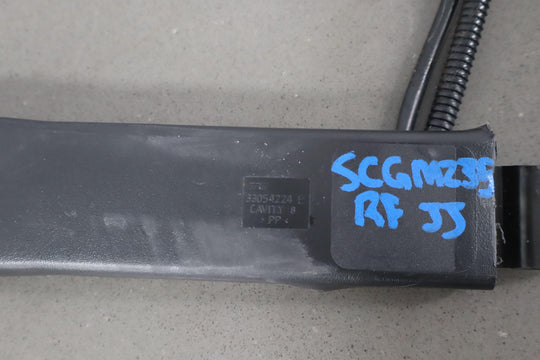 33054224 E
CAVITY 8
>PP<
SCGM235
RF JJ